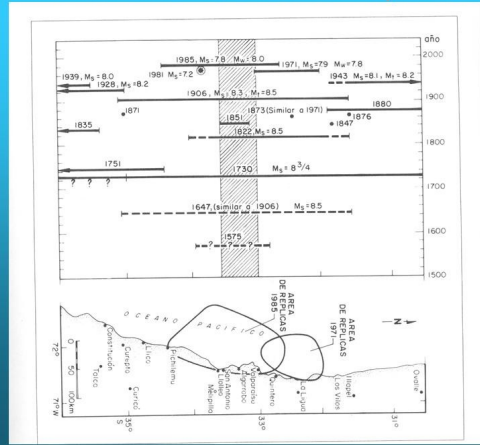 año
2000
1900
1800
1700
1600
1500
1985, Ms=7.8 / Mw=8.0
1981 Ms=7.2
1971, Ms=7.9 Mw=7.8
1939, Ms=8.0
1928, Ms=8.2
1943 Ms=8.1, MT=8.2
1906, Ms=8.3, MT=8.5
1880
1871
1873 (Similar a 1971)
1876
1851
1847
1835
1822, Ms=8.5
1751
1730 Ms=8 3/4
? ? ?
1647, (similar a 1906) Ms=8.5
1575
? ? ?
OCEANO PACIFICO
AREA
DE REPLICAS
1985
AREA
DE REPLICAS
1971
N
72°
71° W
0
50
100km
35°
S
33°
31°
Constitución
Talca
Curepto
Curicó
Lilco
Pichilemu
Llolleo
San Antonio
Melipilla
Algarrobo
Valparaíso
Quintero
La Ligua
Los Vilos
Illapel
Ovalle